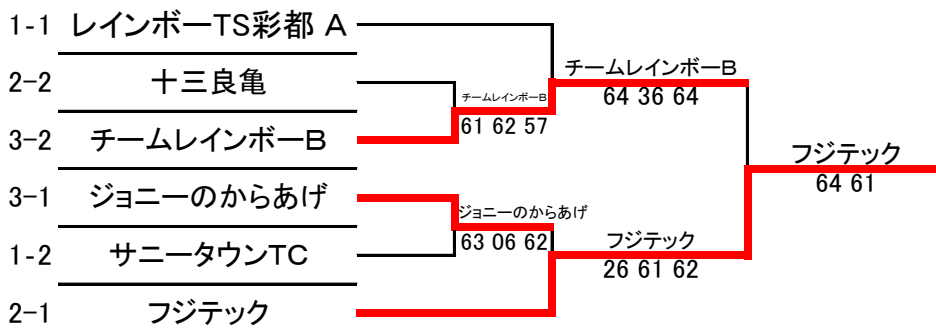 1-1 レインボーTS彩都 A
2-2 十三良亀
3-2 チームレインボーB
3-1 ジョニーのからあげ
1-2 サニータウンTC
2-1 フジテック
チームレインボーB
61 62 57
ジョニーのからあげ
63 06 62
チームレインボーB
64 36 64
フジテック
26 61 62
フジテック
64 61